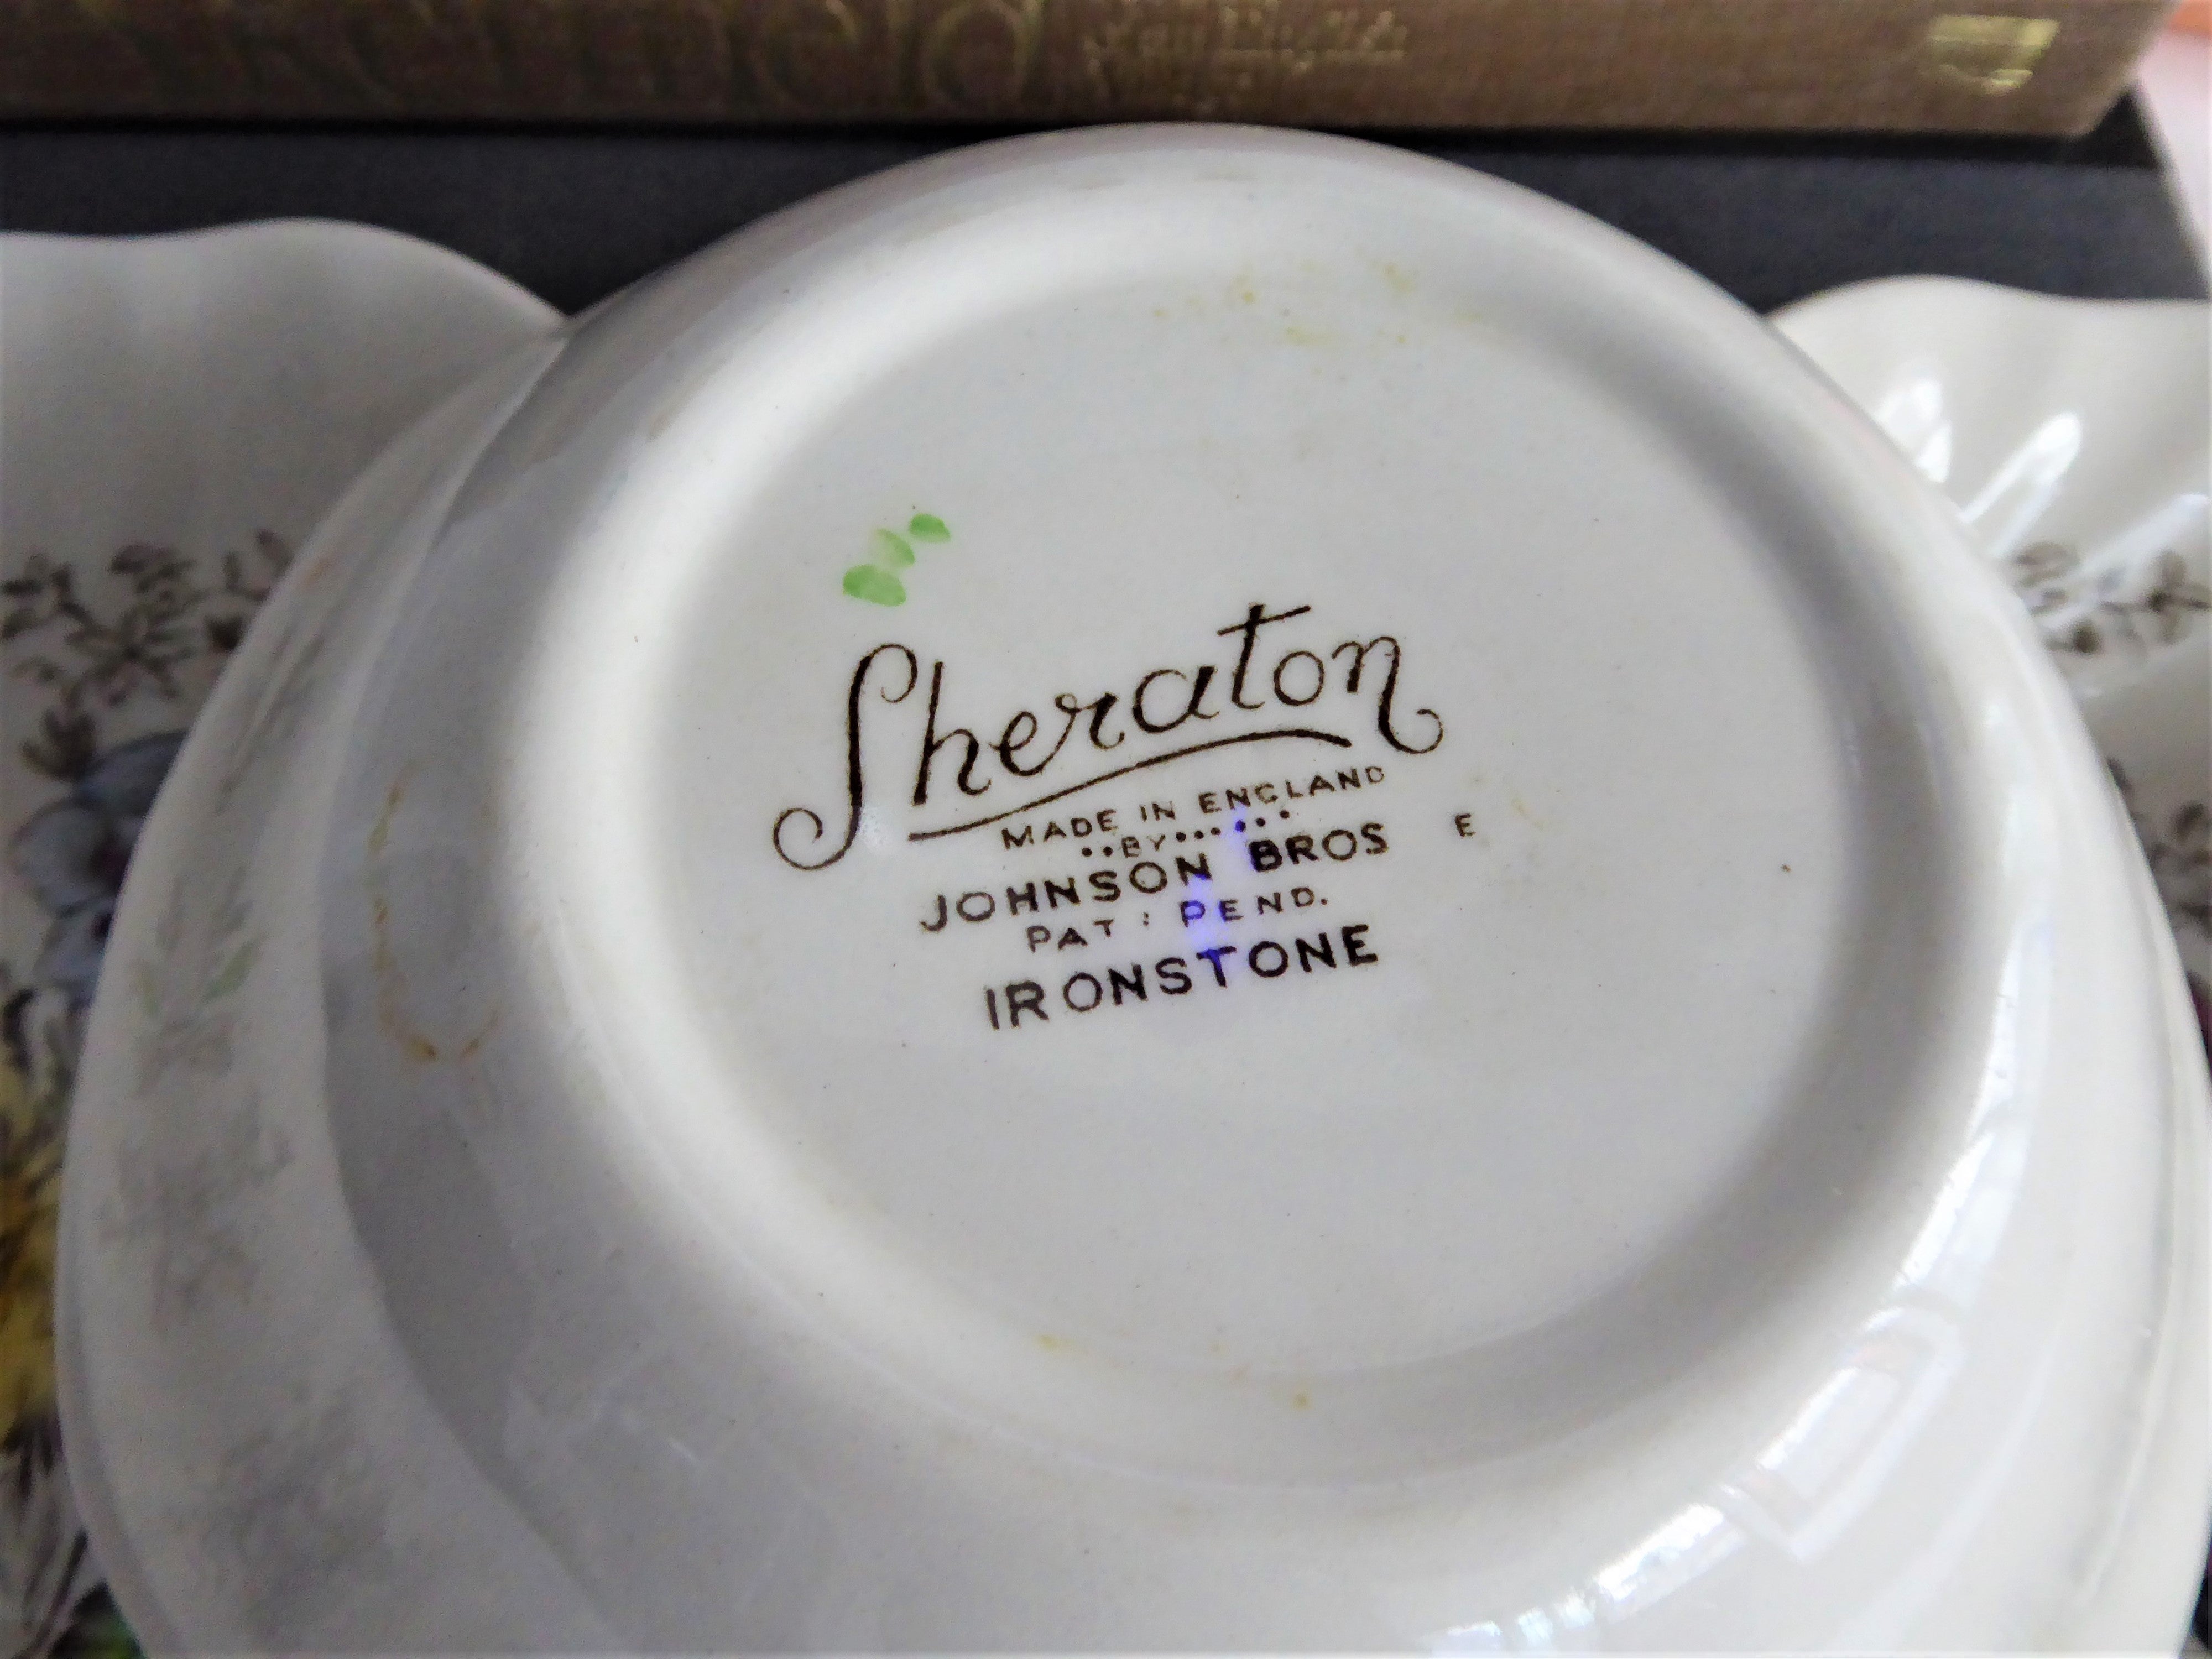 Sheraton
MADE IN ENGLAND
••BY••••••
JOHNSON BROS E
PAT : PEND.
IRONSTONE